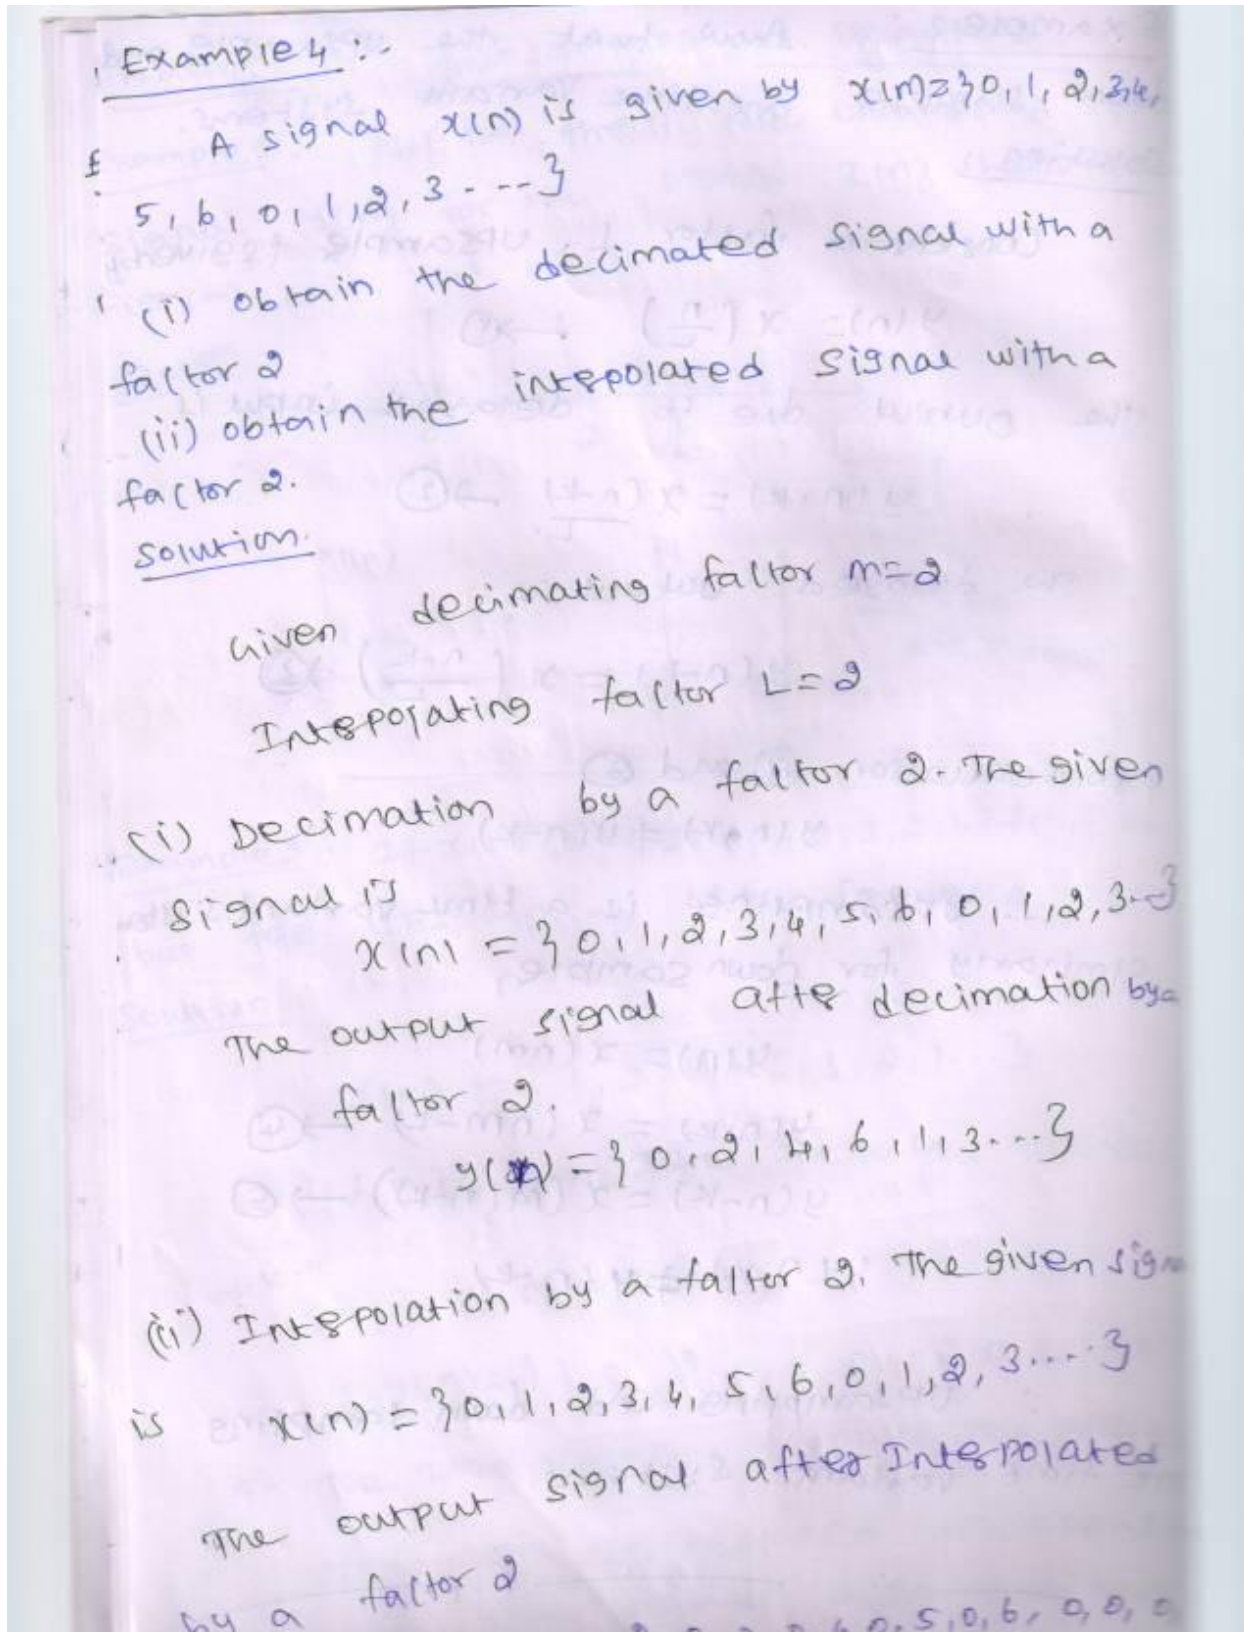 Example 4 :-
A signal x(n) is given by x(n)={0, 1, 2, 3, 4,
5, 6, 0, 1, 2, 3 - - -}
(i) obtain the decimated signal with a
factor 2
(ii) obtain the interpolated signal with a
factor 2.
Solution.
Given decimating factor m=2
Interpolating factor L=2
(i) Decimation by a factor 2. The given
signal is
x(n) = {0, 1, 2, 3, 4, 5, 6, 0, 1, 2, 3--}
The output signal after decimation by a
factor 2.
y(n) = {0, 2, 4, 6, 1, 3 . . . }
(ii) Interpolation by a factor 2. The given sign
is x(n) = {0, 1, 2, 3, 4, 5, 6, 0, 1, 2, 3....}
The output signal after Interpolated
by a factor 2
0, 5, 0, 6, 0, 0, 0